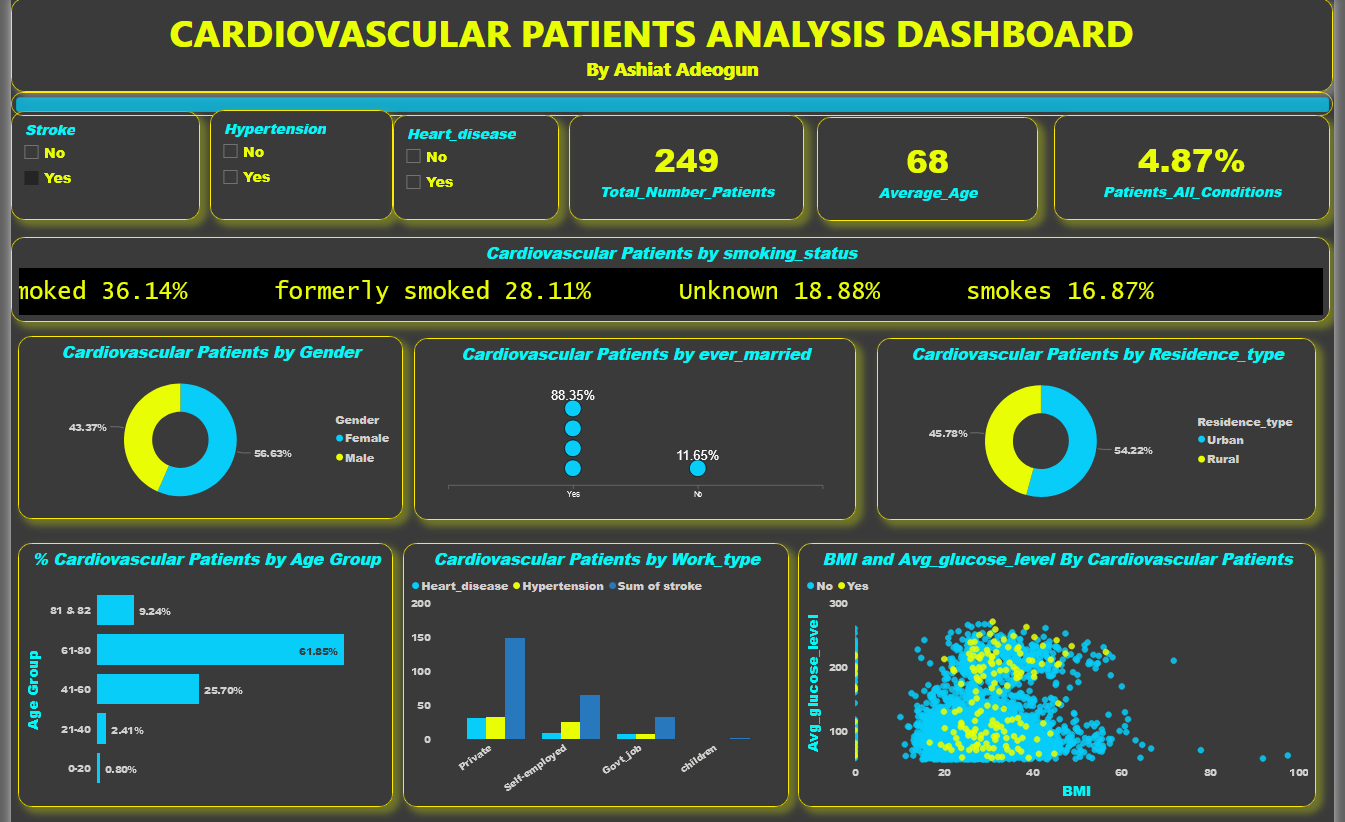 CARDIOVASCULAR PATIENTS ANALYSIS DASHBOARD
By Ashiat Adeogun
Stroke
No
Yes
Hypertension
No
Yes
Heart_disease
No
Yes
249
Total_Number_Patients
68
Average_Age
4.87%
Patients_All_Conditions
Cardiovascular Patients by smoking_status
moked 36.14% formerly smoked 28.11% Unknown 18.88% smokes 16.87%
Cardiovascular Patients by Gender
43.37%
56.63%
Gender
Female
Male
Cardiovascular Patients by ever_married
88.35%
11.65%
Yes No
Cardiovascular Patients by Residence_type
45.78%
54.22%
Residence_type
Urban
Rural
% Cardiovascular Patients by Age Group
Age Group
81 & 82 9.24%
61-80 61.85%
41-60 25.70%
21-40 2.41%
0-20 0.80%
Cardiovascular Patients by Work_type
Heart_disease Hypertension Sum of stroke
200
150
100
50
0
Private Self-employed Govt_job children
BMI and Avg_glucose_level By Cardiovascular Patients
No Yes
Avg_glucose_level
300
200
100
0 20 40 60 80 100
BMI